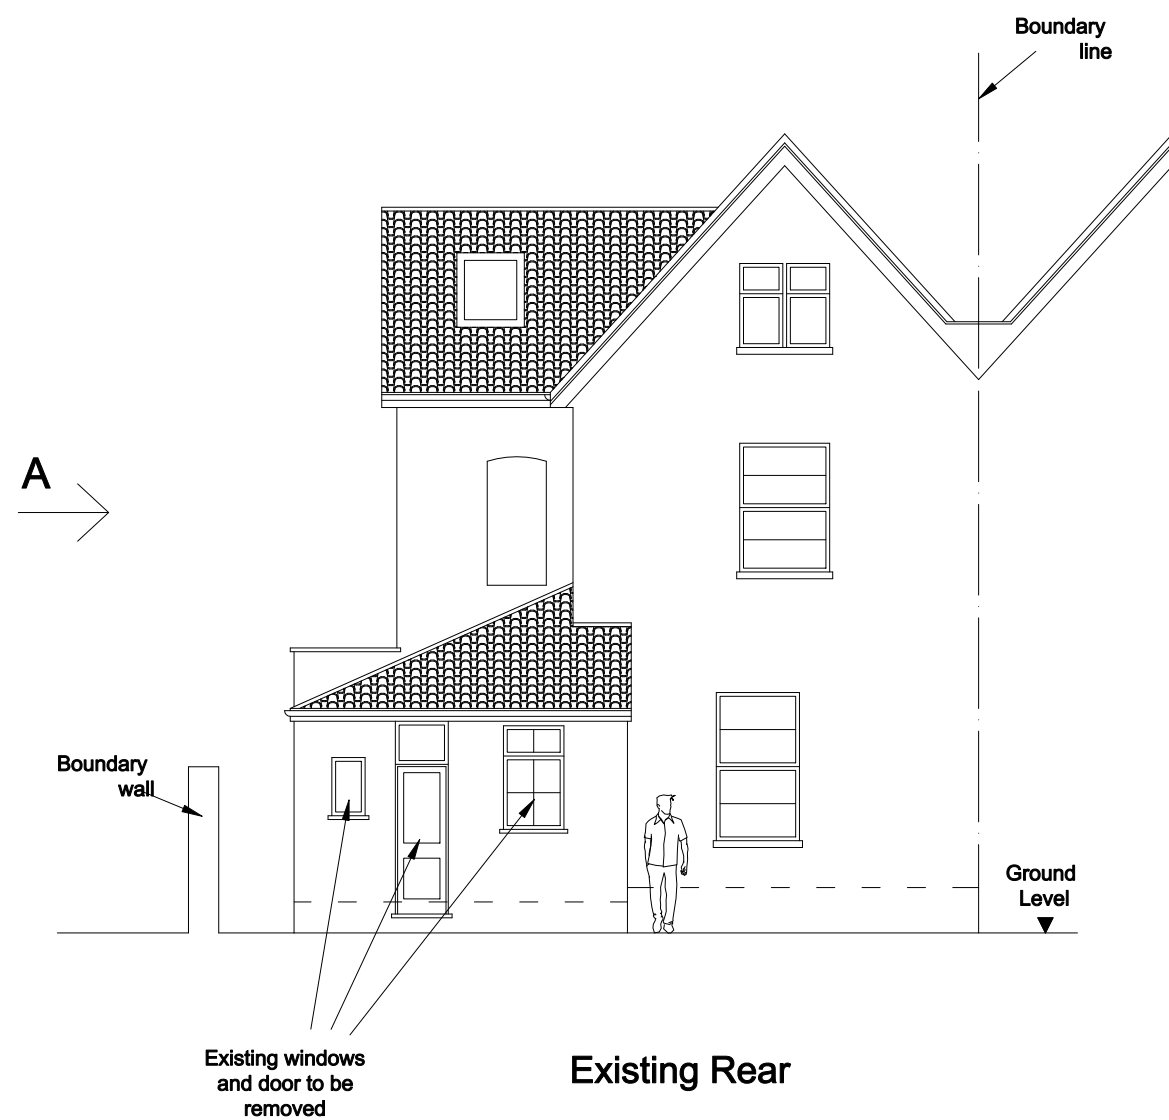 Boundary
line
A
Boundary
wall
Ground
Level
Existing windows
and door to be
removed
Existing Rear